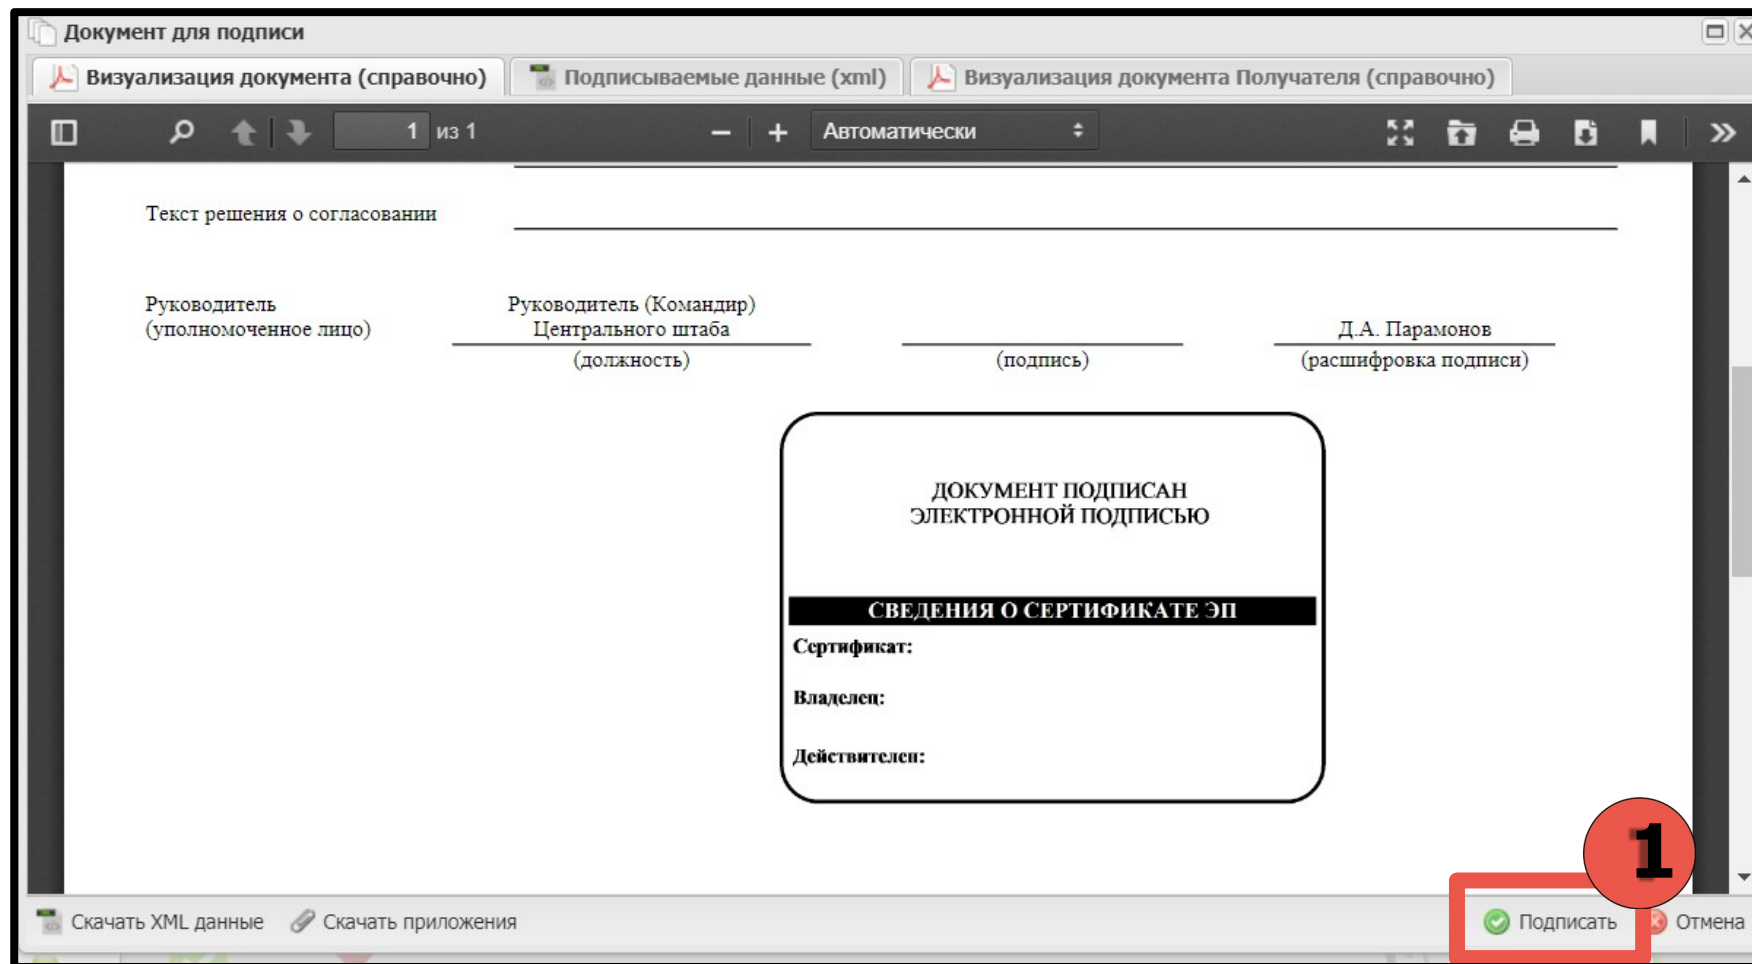 Документ для подписи
Визуализация документа (справочно) Подписываемые данные (xml) Визуализация документа Получателя (справочно)
1 из 1 Автоматически
Текст решения о согласовании
Руководитель Руководитель (Командир)
(уполномоченное лицо) Центрального штаба Д.А. Парамонов
(должность) (подпись) (расшифровка подписи)
ДОКУМЕНТ ПОДПИСАН
ЭЛЕКТРОННОЙ ПОДПИСЬЮ
СВЕДЕНИЯ О СЕРТИФИКАТЕ ЭП
Сертификат:
Владелец:
Действителен:
1
Скачать XML данные Скачать приложения Подписать Отмена